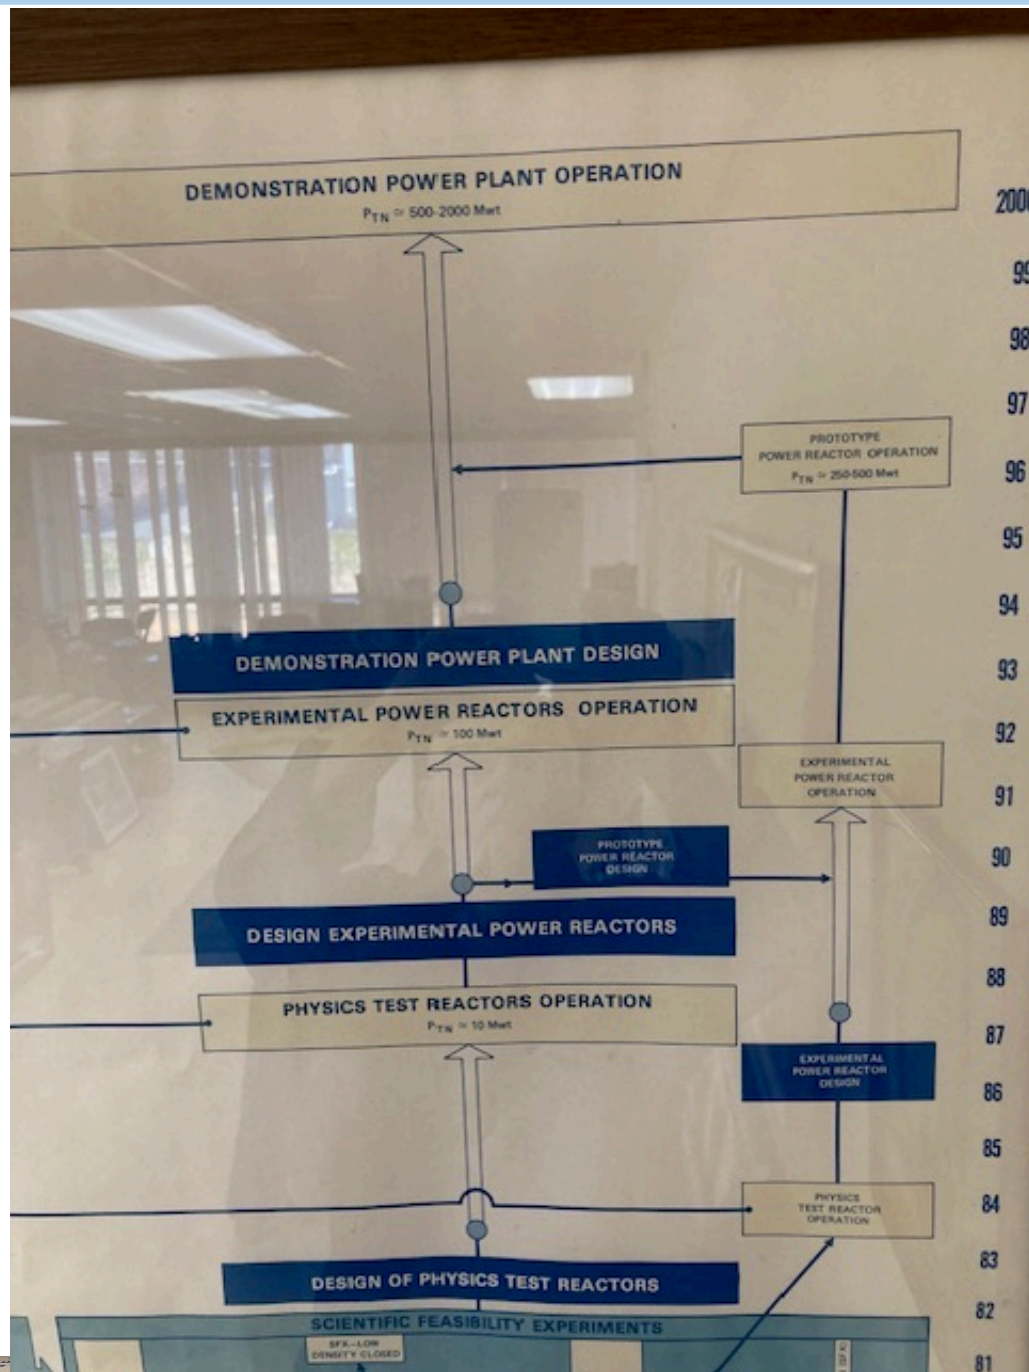 DEMONSTRATION POWER PLANT OPERATION
PTN ≃ 500-2000 Mwt
2000
99
98
97
PROTOTYPE
POWER REACTOR OPERATION
PTN ≃ 250-500 Mwt
96
95
94
DEMONSTRATION POWER PLANT DESIGN
93
EXPERIMENTAL POWER REACTORS OPERATION
PTN ≃ 100 Mwt
92
EXPERIMENTAL
POWER REACTOR
OPERATION
91
PROTOTYPE
POWER REACTOR
DESIGN
90
DESIGN EXPERIMENTAL POWER REACTORS
89
88
PHYSICS TEST REACTORS OPERATION
PTN ≃ 10 Mwt
87
EXPERIMENTAL
POWER REACTOR
DESIGN
86
85
PHYSICS
TEST REACTOR
OPERATION
84
83
DESIGN OF PHYSICS TEST REACTORS
82
SCIENTIFIC FEASIBILITY EXPERIMENTS
SFX-LOW
DENSITY CLOSED
81